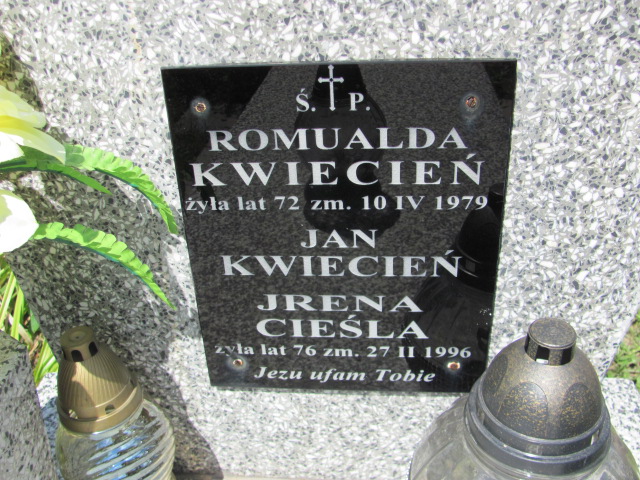 Ś. P.
ROMUALDA
KWIECIEŃ
żyła lat 72 zm. 10 IV 1979
JAN
KWIECIEŃ
JRENA
CIEŚLA
żyła lat 76 zm. 27 II 1996
Jezu ufam Tobie